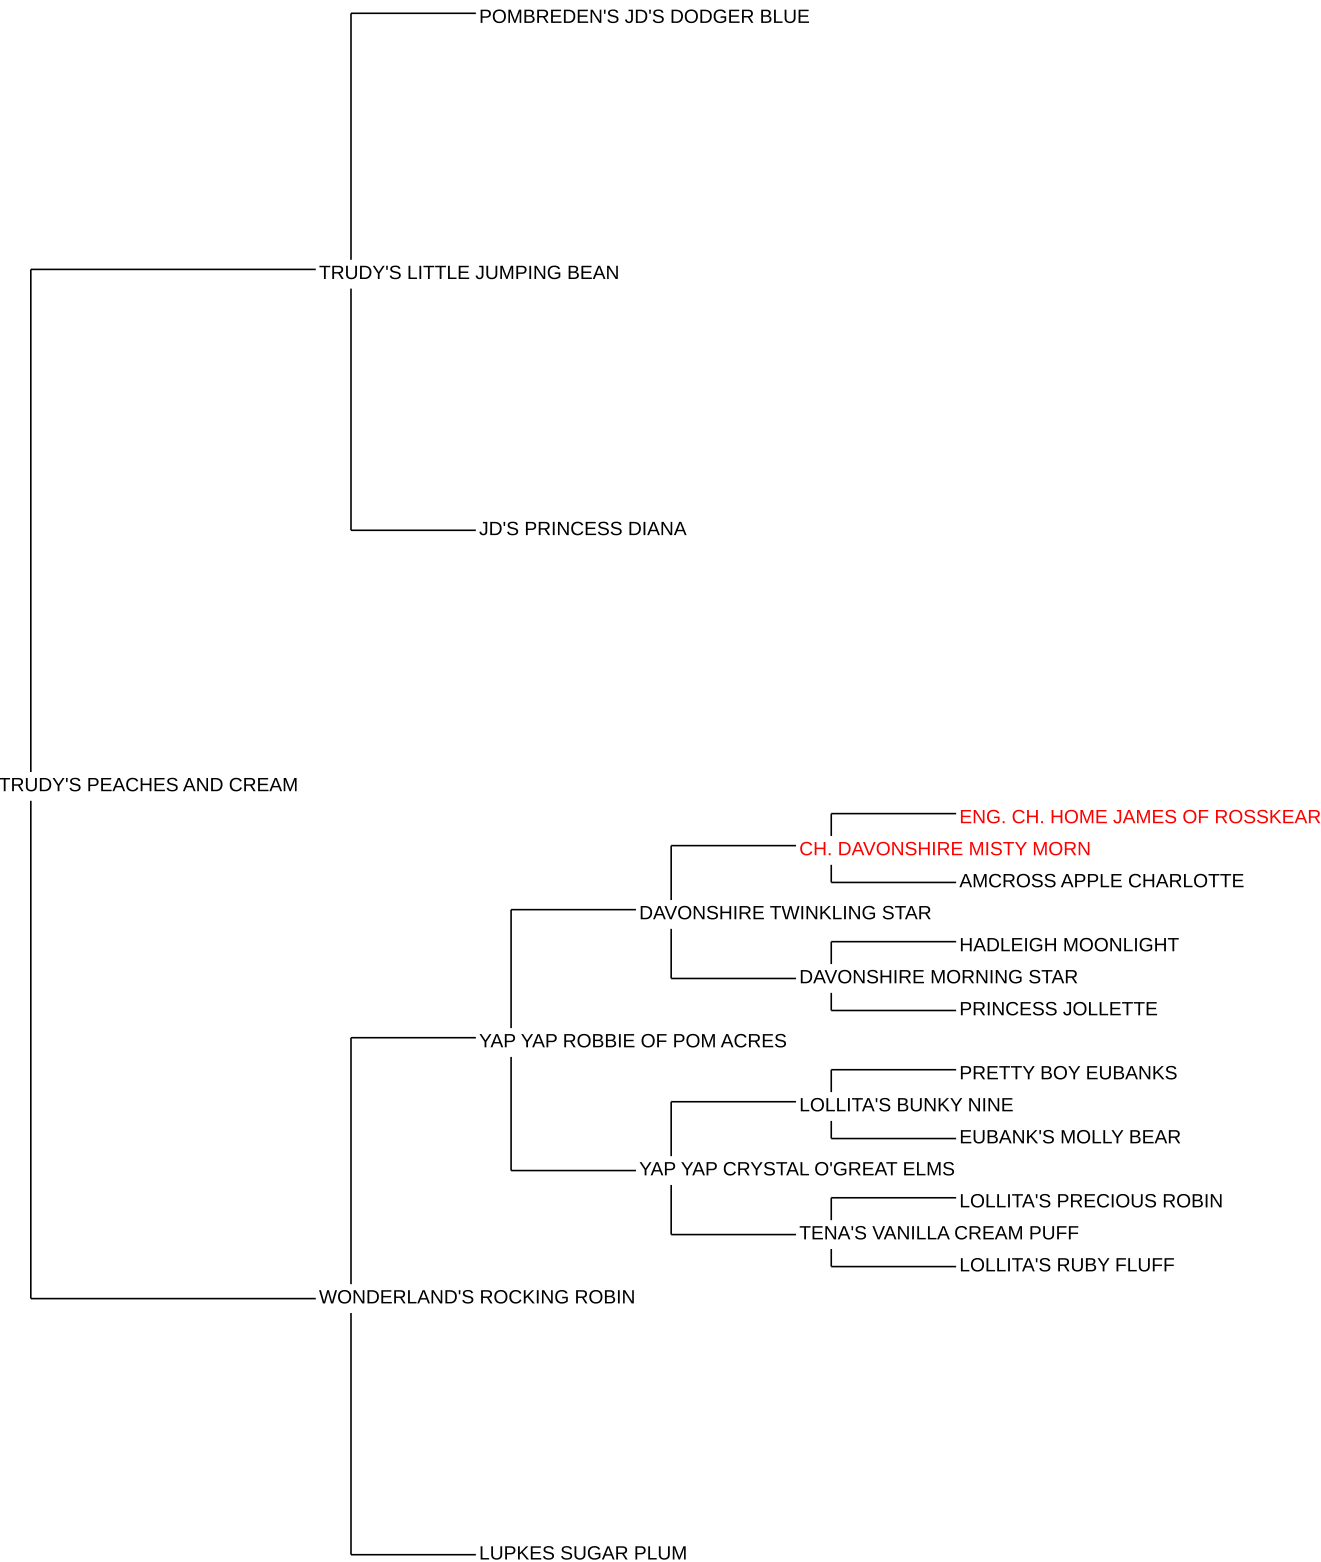 POMBREDEN'S JD'S DODGER BLUE
TRUDY'S LITTLE JUMPING BEAN
JD'S PRINCESS DIANA
TRUDY'S PEACHES AND CREAM
ENG. CH. HOME JAMES OF ROSSKEAR
CH. DAVONSHIRE MISTY MORN
AMCROSS APPLE CHARLOTTE
DAVONSHIRE TWINKLING STAR
HADLEIGH MOONLIGHT
DAVONSHIRE MORNING STAR
PRINCESS JOLLETTE
YAP YAP ROBBIE OF POM ACRES
PRETTY BOY EUBANKS
LOLLITA'S BUNKY NINE
EUBANK'S MOLLY BEAR
YAP YAP CRYSTAL O'GREAT ELMS
LOLLITA'S PRECIOUS ROBIN
TENA'S VANILLA CREAM PUFF
LOLLITA'S RUBY FLUFF
WONDERLAND'S ROCKING ROBIN
LUPKES SUGAR PLUM